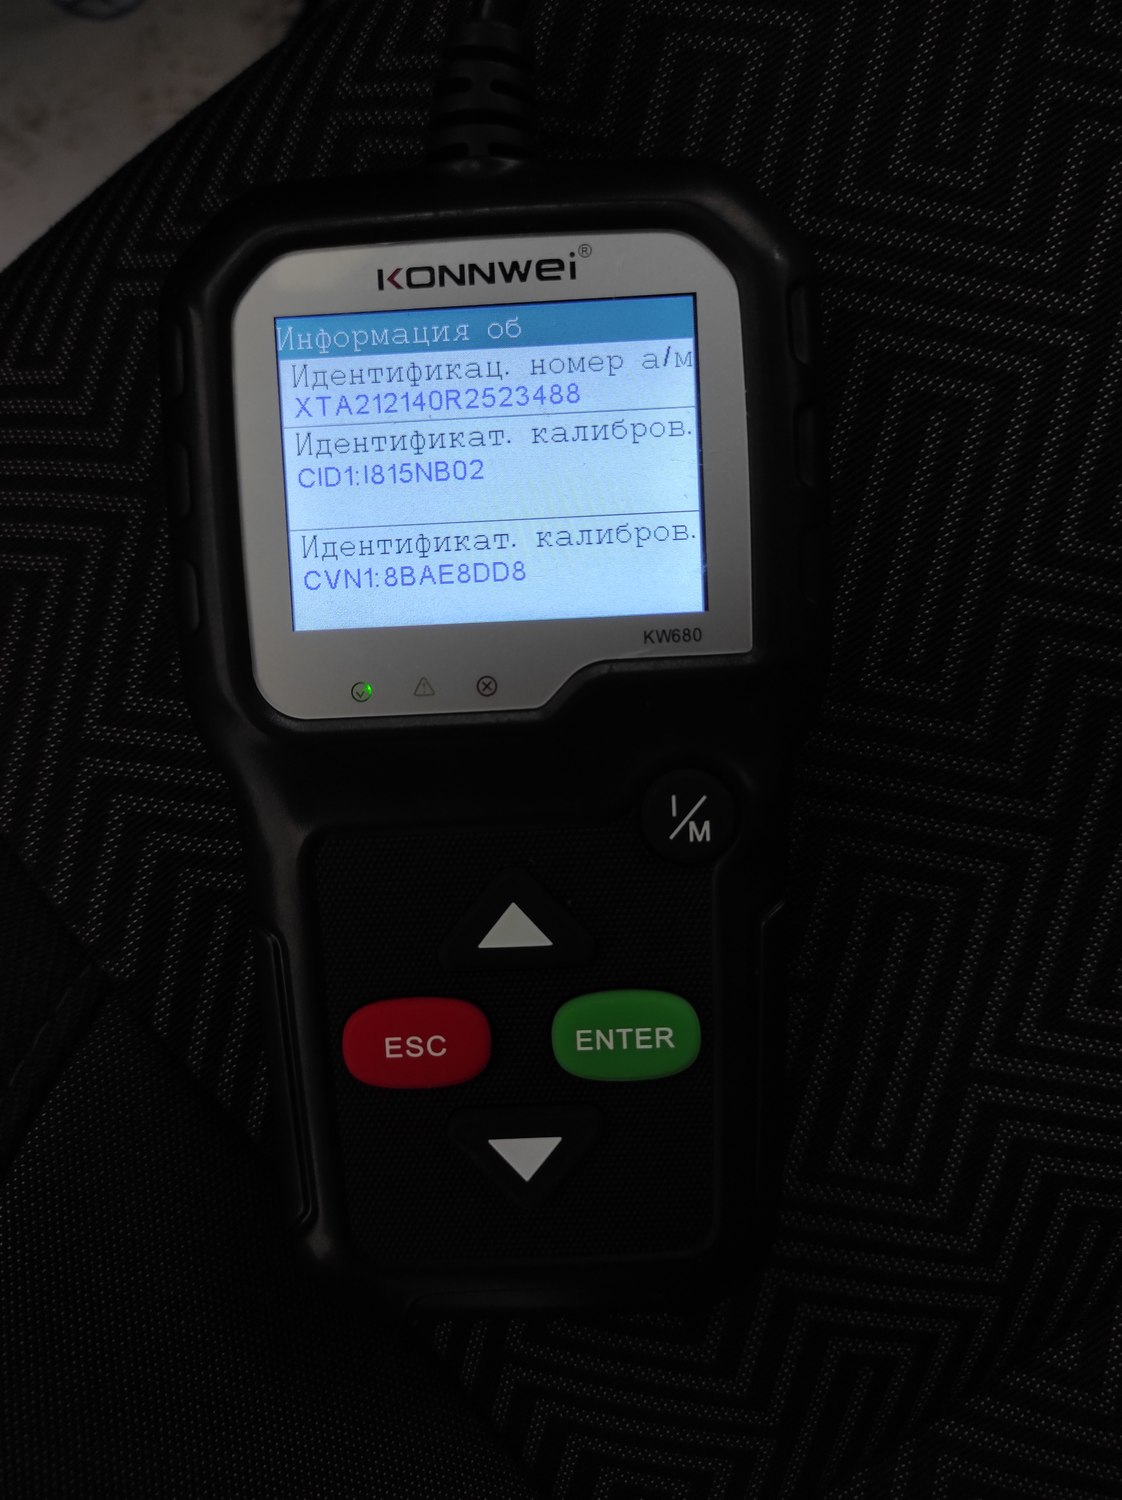 KONNWEI®
Информация об
Идентификац. номер а/м
XTA212140R2523488
Идентификат. калибров.
CID1:I815NB02
Идентификат. калибров.
CVN1:8BAE8DD8
KW680
I/M
ESC
ENTER